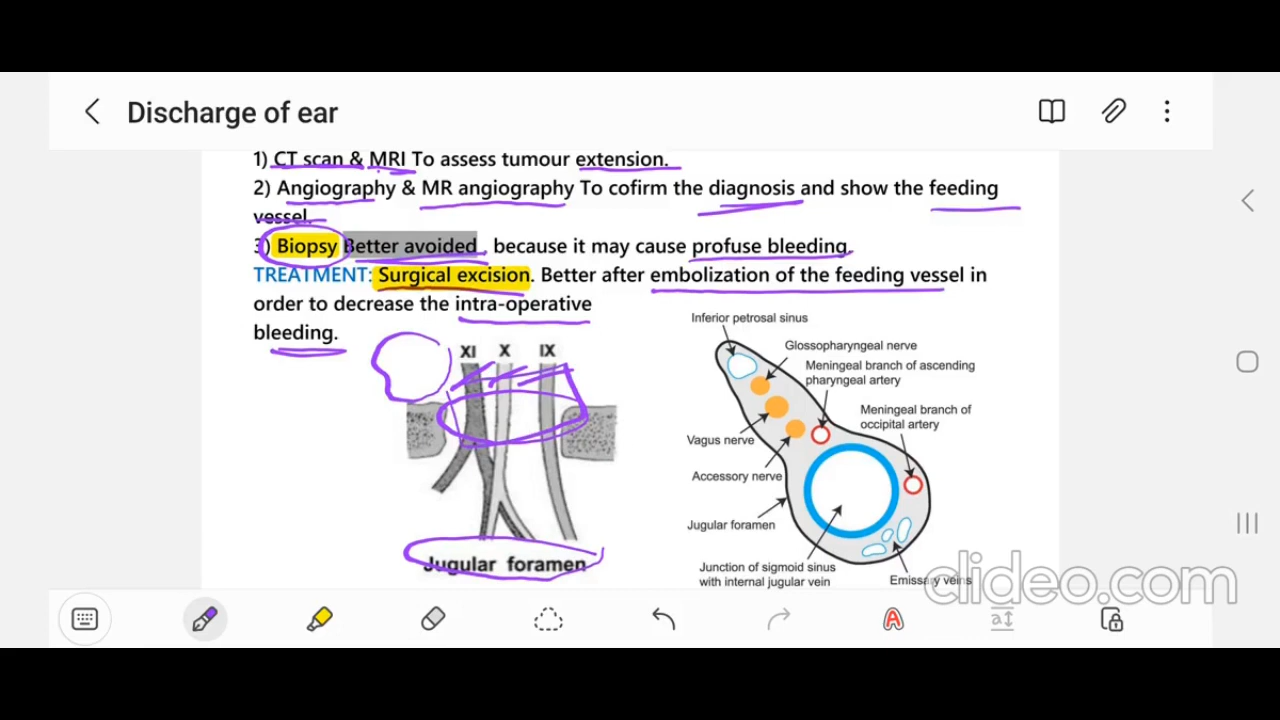 Discharge of ear
1) CT scan & MRI To assess tumour extension.
2) Angiography & MR angiography To cofirm the diagnosis and show the feeding
vessel.
3) Biopsy Better avoided . because it may cause profuse bleeding.
TREATMENT: Surgical excision. Better after embolization of the feeding vessel in
order to decrease the intra-operative
bleeding.
XI X IX
Jugular foramen
Inferior petrosal sinus
Glossopharyngeal nerve
Meningeal branch of ascending
pharyngeal artery
Meningeal branch of
occipital artery
Vagus nerve
Accessory nerve
Jugular foramen
Junction of sigmoid sinus
with internal jugular vein
Emissary veins
clideo.com
A
a